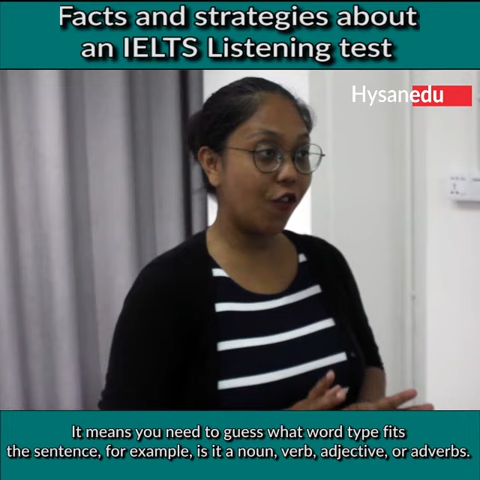 Facts and strategies about
an IELTS Listening test
Hysanedu
It means you need to guess what word type fits
the sentence, for example, is it a noun, verb, adjective, or adverbs.